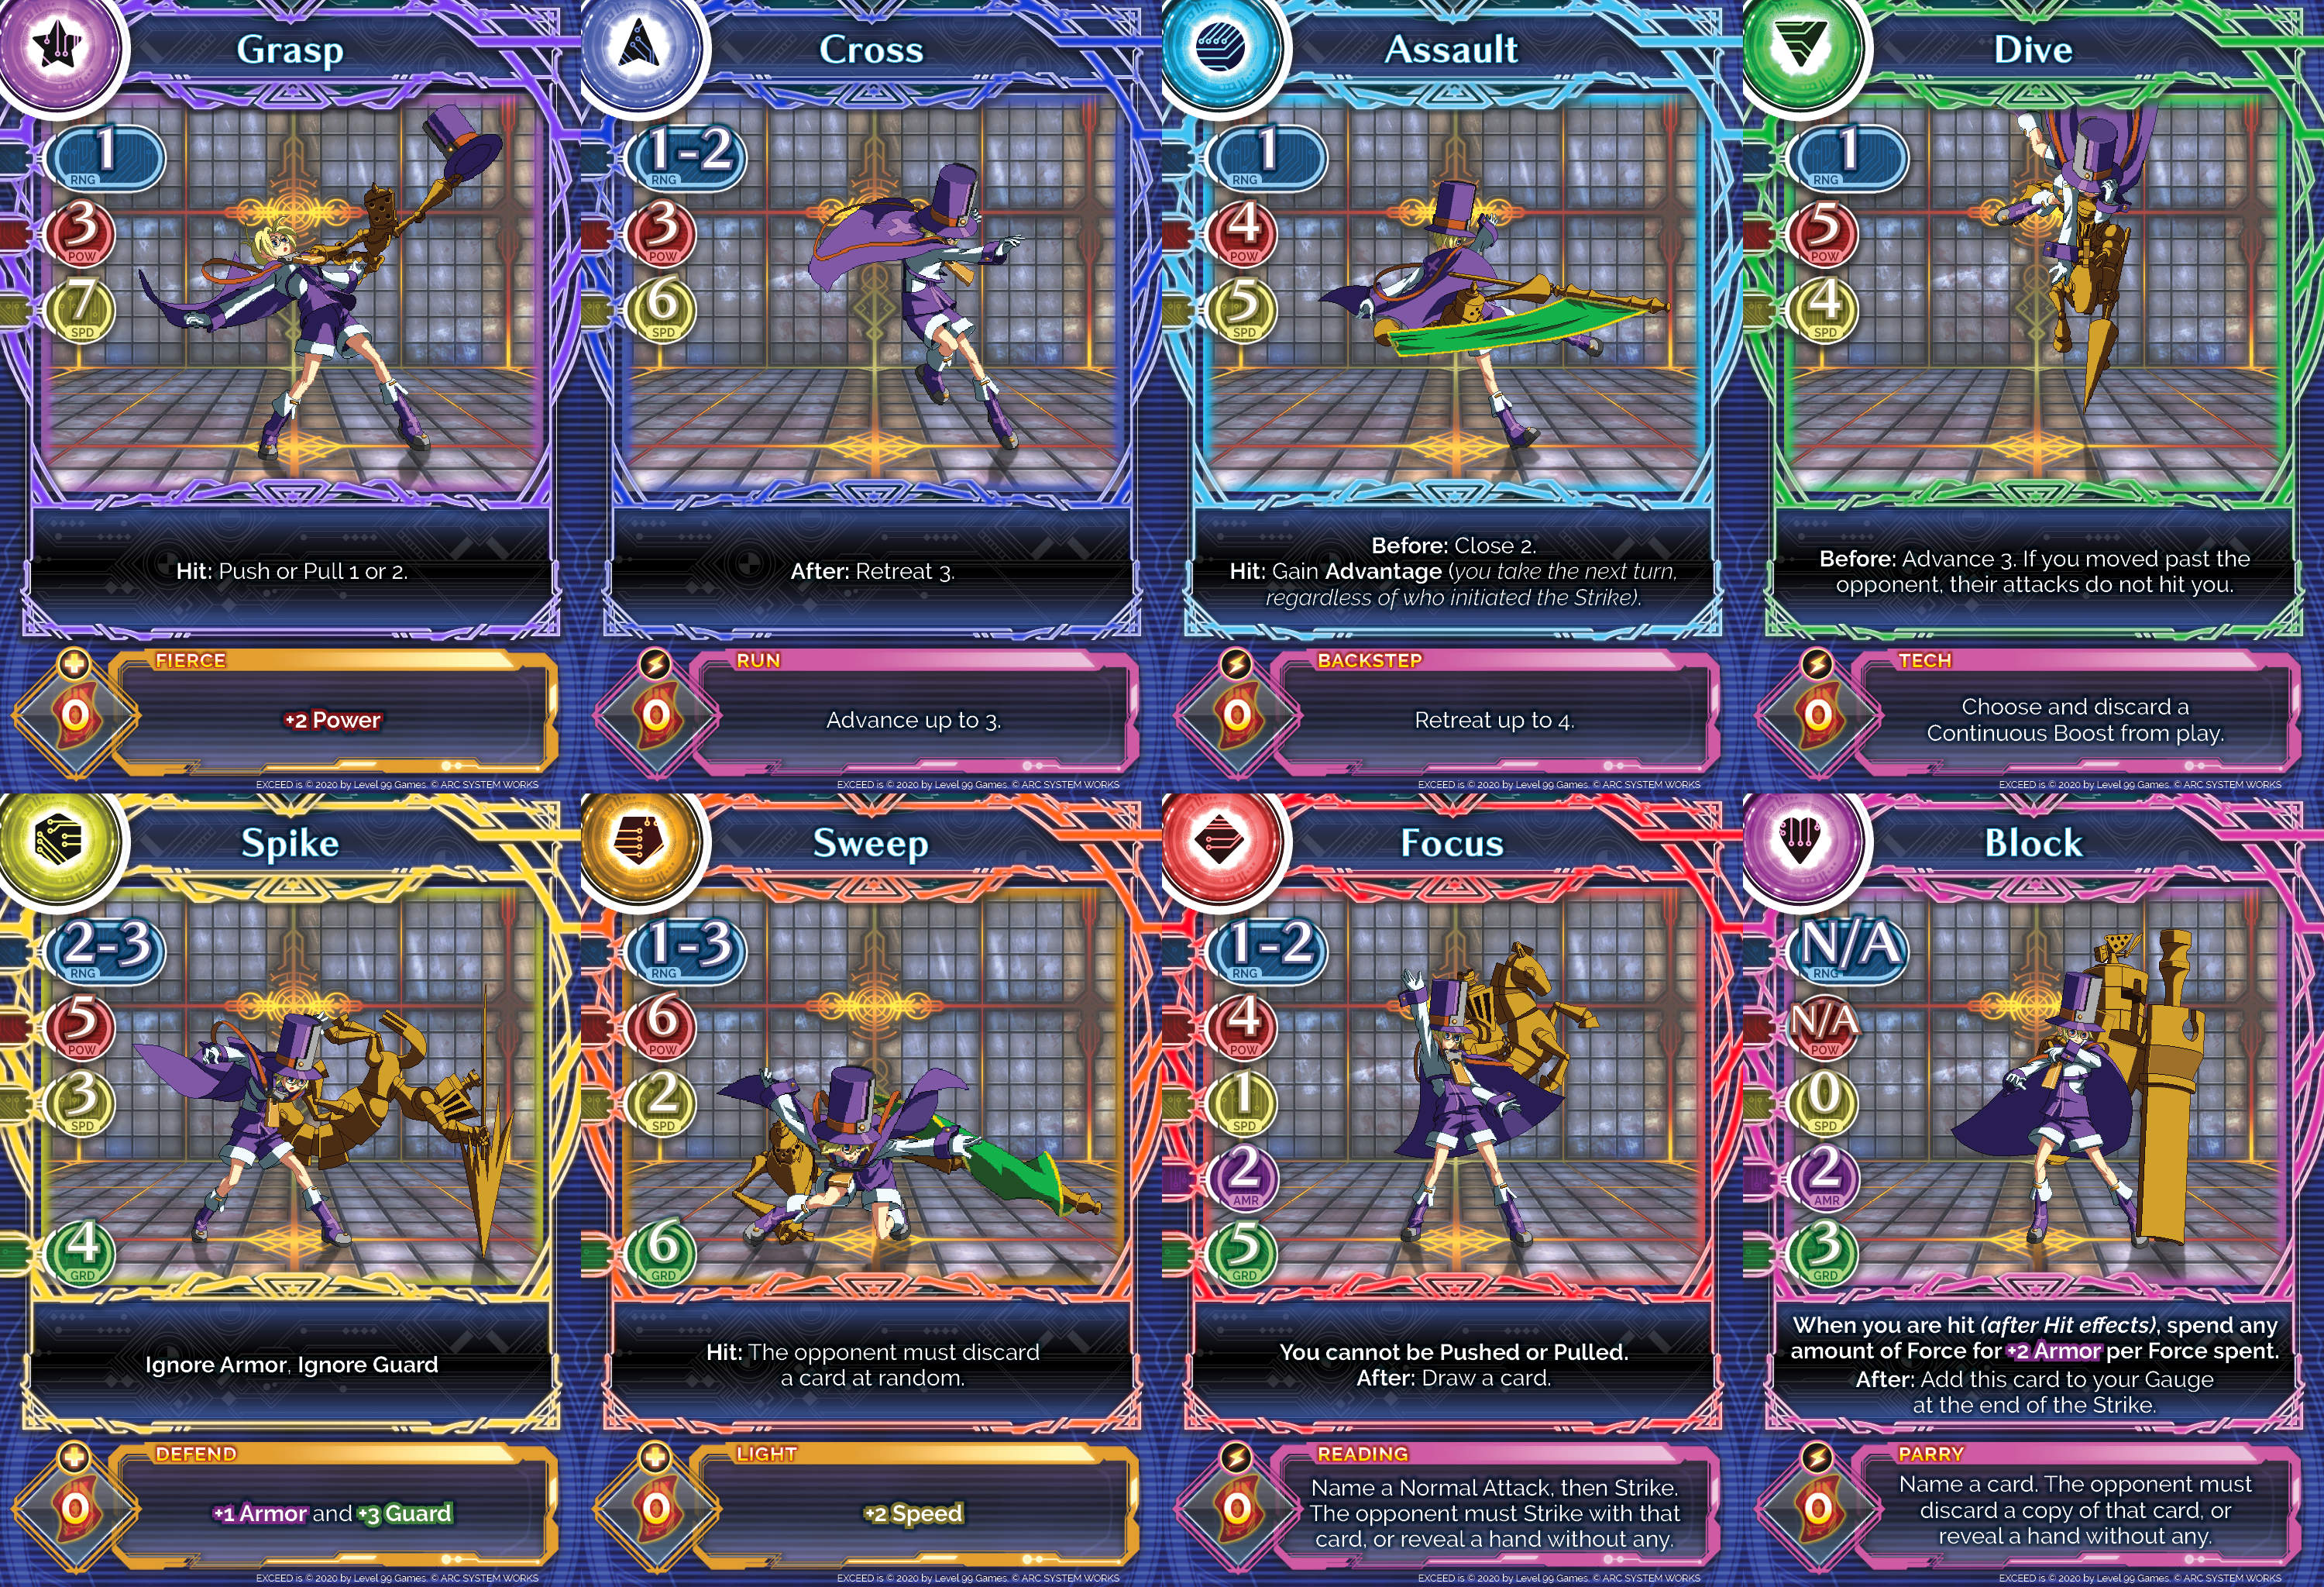 Grasp
1
RNG
3
POW
7
SPD
Hit: Push or Pull 1 or 2.
FIERCE
0
+2 Power
EXCEED is © 2020 by Level 99 Games. © ARC SYSTEM WORKS
Cross
1-2
RNG
3
POW
6
SPD
After: Retreat 3.
RUN
0
Advance up to 3.
EXCEED is © 2020 by Level 99 Games. © ARC SYSTEM WORKS
Assault
1
RNG
4
POW
5
SPD
Before: Close 2.
Hit: Gain Advantage (you take the next turn,
regardless of who initiated the Strike).
BACKSTEP
0
Retreat up to 4.
EXCEED is © 2020 by Level 99 Games. © ARC SYSTEM WORKS
Dive
1
RNG
5
POW
4
SPD
Before: Advance 3. If you moved past the
opponent, their attacks do not hit you.
TECH
0
Choose and discard a
Continuous Boost from play.
EXCEED is © 2020 by Level 99 Games. © ARC SYSTEM WORKS
Spike
2-3
RNG
5
POW
3
SPD
4
GRD
Ignore Armor, Ignore Guard
DEFEND
0
+1 Armor and +3 Guard
EXCEED is © 2020 by Level 99 Games. © ARC SYSTEM WORKS
Sweep
1-3
RNG
6
POW
2
SPD
6
GRD
Hit: The opponent must discard
a card at random.
LIGHT
0
+2 Speed
EXCEED is © 2020 by Level 99 Games. © ARC SYSTEM WORKS
Focus
1-2
RNG
4
POW
1
SPD
2
AMR
5
GRD
You cannot be Pushed or Pulled.
After: Draw a card.
READING
0
Name a Normal Attack, then Strike.
The opponent must Strike with that
card, or reveal a hand without any.
EXCEED is © 2020 by Level 99 Games. © ARC SYSTEM WORKS
Block
N/A
RNG
N/A
POW
0
SPD
2
AMR
3
GRD
When you are hit (after Hit effects), spend any
amount of Force for +2 Armor per Force spent.
After: Add this card to your Gauge
at the end of the Strike.
PARRY
0
Name a card. The opponent must
discard a copy of that card, or
reveal a hand without any.
EXCEED is © 2020 by Level 99 Games. © ARC SYSTEM WORKS